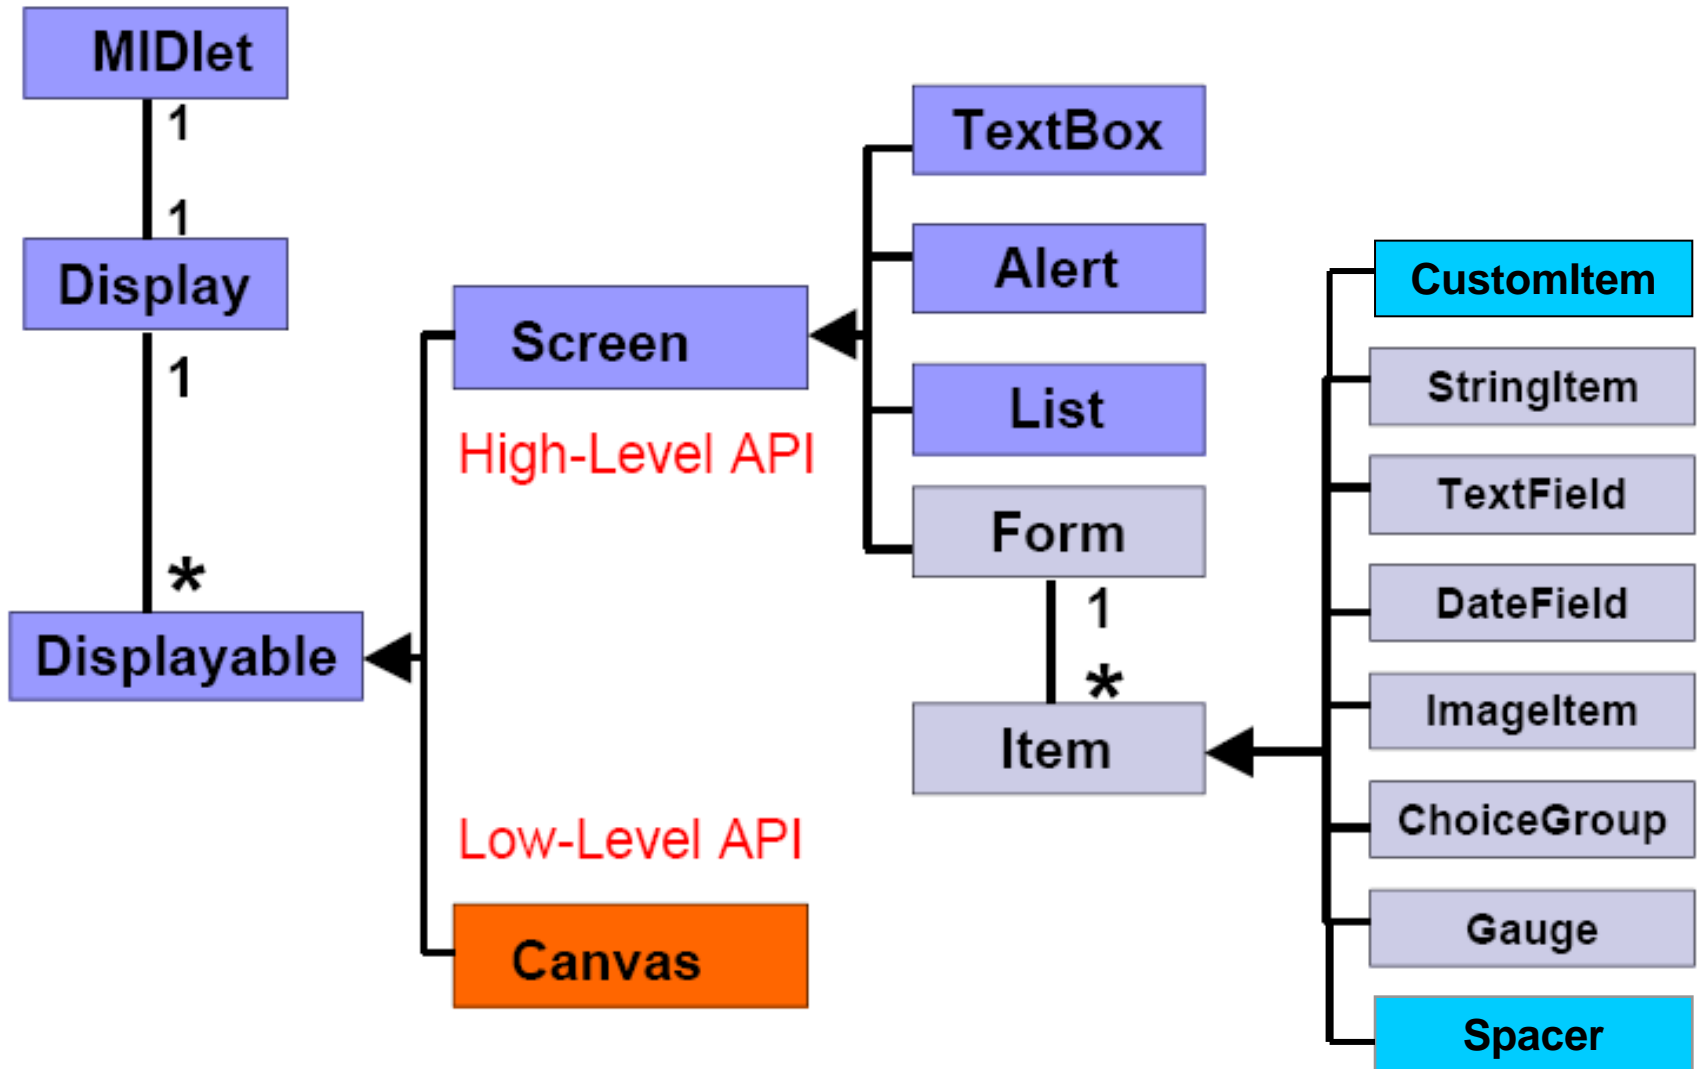 MIDlet
1
1
Display
1
*
Displayable
Screen
High-Level API
Low-Level API
Canvas
TextBox
Alert
List
Form
1
*
Item
CustomItem
StringItem
TextField
DateField
ImageItem
ChoiceGroup
Gauge
Spacer